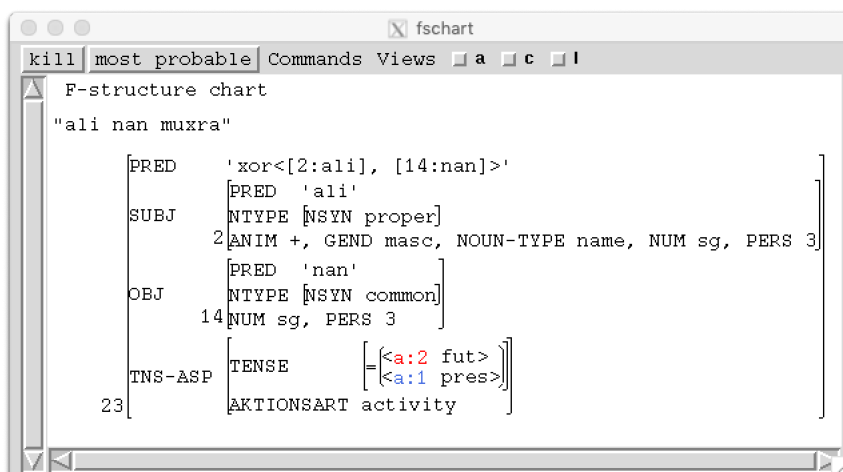 fschart
kill most probable Commands Views a c l
F-structure chart
"ali nan muxra"
PRED 'xor<[2:ali], [14:nan]>'
PRED 'ali'
SUBJ NTYPE [NSYN proper]
2 ANIM +, GEND masc, NOUN-TYPE name, NUM sg, PERS 3
PRED 'nan'
OBJ NTYPE [NSYN common]
14 NUM sg, PERS 3
TNS-ASP TENSE = <a:2 fut>
<a:1 pres>
23 AKTIONSART activity